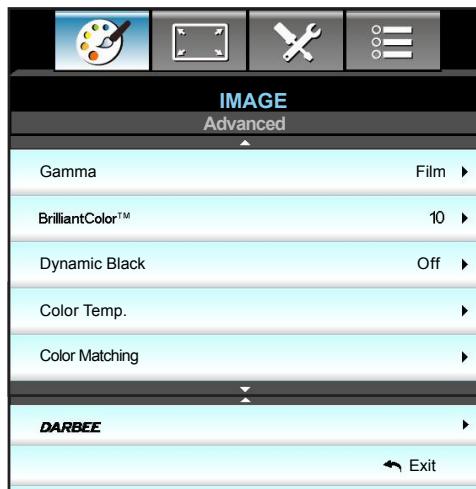 IMAGE
Advanced
Gamma Film
BrilliantColor™ 10
Dynamic Black Off
Color Temp.
Color Matching
DARBEE
Exit